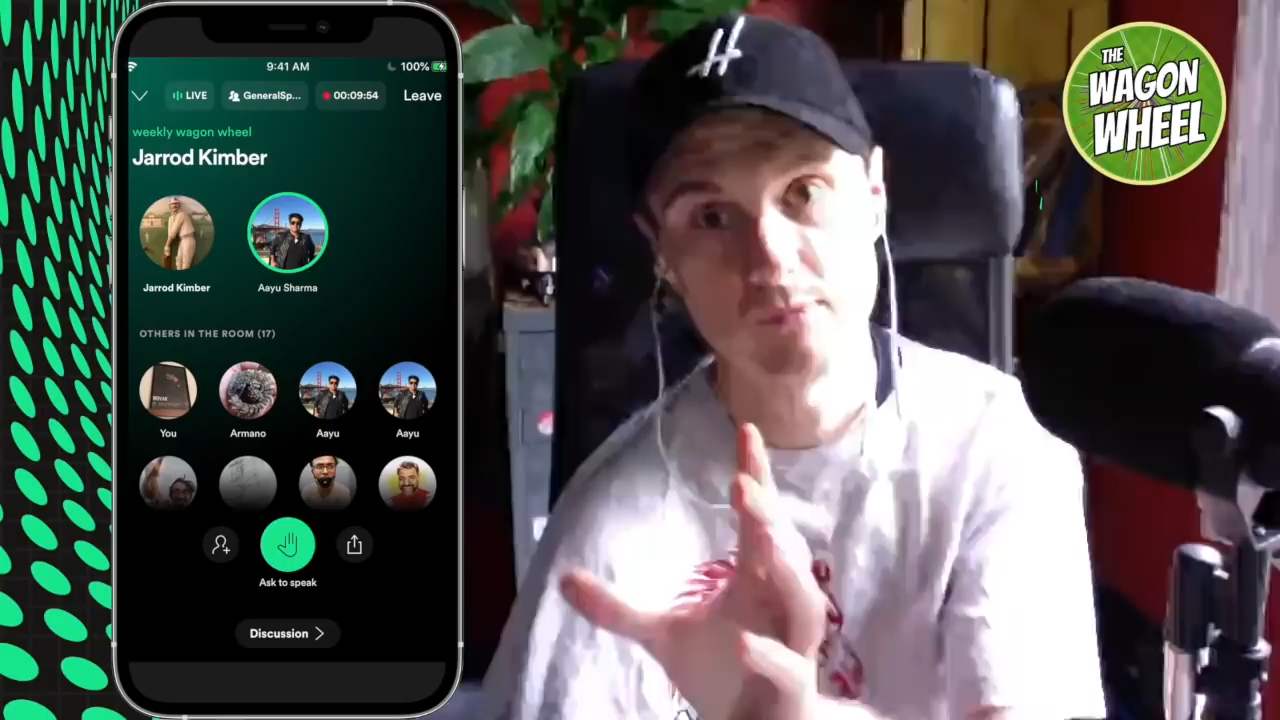 9:41 AM
100%
LIVE
GeneralSp...
00:09:54
Leave
weekly wagon wheel
Jarrod Kimber
Jarrod Kimber
Aayu Sharma
OTHERS IN THE ROOM (17)
You
Armano
Aayu
Aayu
Ask to speak
Discussion
THE
WAGON
WHEEL
H